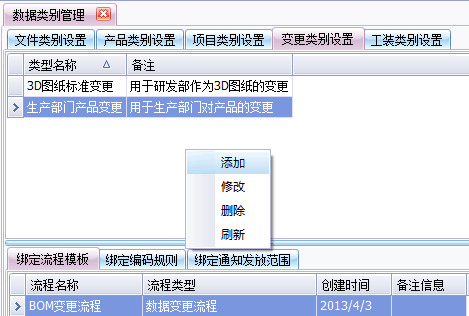 数据类别管理
文件类别设置 产品类别设置 项目类别设置 变更类别设置 工装类别设置
类型名称 备注
3D图纸标准变更 用于研发部作为3D图纸的变更
生产部门产品变更 用于生产部门对产品的变更
添加
修改
删除
刷新
绑定流程模板 绑定编码规则 绑定通知发放范围
流程名称 流程类型 创建时间 备注信息
BOM变更流程 数据变更流程 2013/4/3